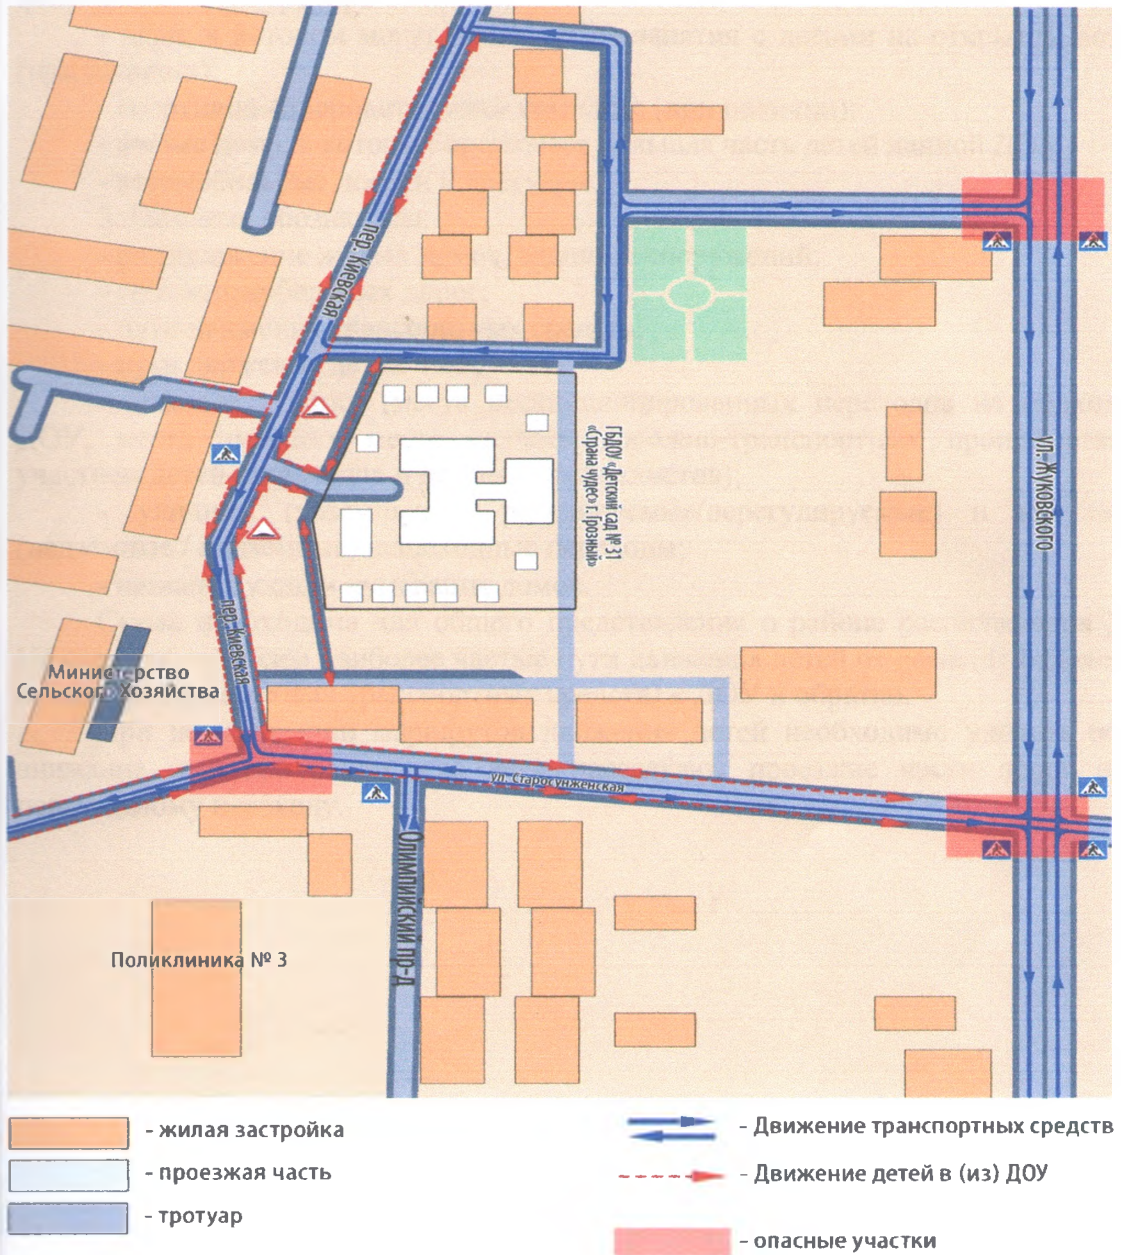 пер. Киевская
ГБДОУ «Детский сад № 31
«Страна чудес» г. Грозный»
ул. Жуковского
пер. Киевская
Министерство
Сельского Хозяйства
ул. Старосунженская
Олимпийский пр-д
Поликлиника № 3
- жилая застройка
- проезжая часть
- тротуар
- Движение транспортных средств
- Движение детей в (из) ДОУ
- опасные участки